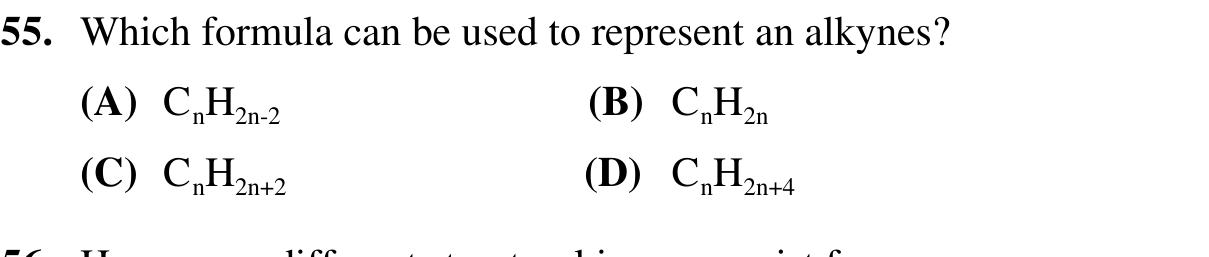 55. Which formula can be used to represent an alkynes?
(A) CₙH₂ₙ₋₂ (B) CₙH₂ₙ
(C) CₙH₂ₙ₊₂ (D) CₙH₂ₙ₊₄